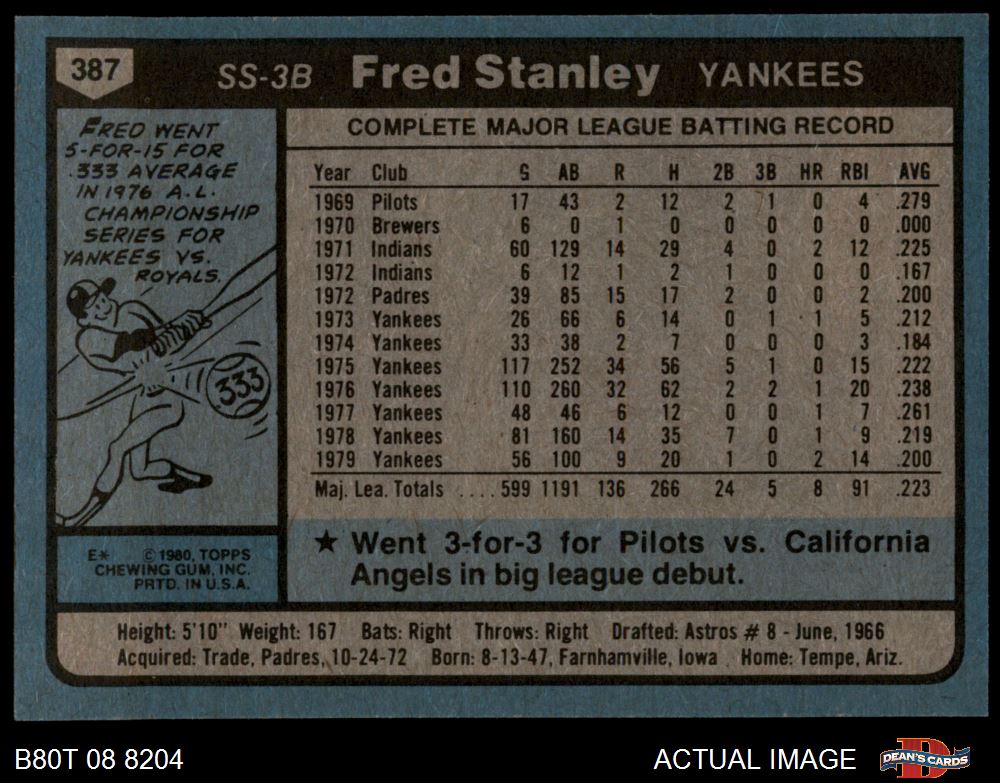 387 SS-3B Fred Stanley YANKEES
FRED WENT
5-FOR-15 FOR
.333 AVERAGE
IN 1976 A.L.
CHAMPIONSHIP
SERIES FOR
YANKEES VS.
ROYALS.
333
E* © 1980, TOPPS
CHEWING GUM, INC.
PRTD. IN U.S.A.
COMPLETE MAJOR LEAGUE BATTING RECORD
Year Club G AB R H 2B 3B HR RBI AVG
1969 Pilots 17 43 2 12 2 1 0 4 .279
1970 Brewers 6 0 1 0 0 0 0 0 .000
1971 Indians 60 129 14 29 4 0 2 12 .225
1972 Indians 6 12 1 2 1 0 0 0 .167
1972 Padres 39 85 15 17 2 0 0 2 .200
1973 Yankees 26 66 6 14 0 1 1 5 .212
1974 Yankees 33 38 2 7 0 0 0 3 .184
1975 Yankees 117 252 34 56 5 1 0 15 .222
1976 Yankees 110 260 32 62 2 2 1 20 .238
1977 Yankees 48 46 6 12 0 0 1 7 .261
1978 Yankees 81 160 14 35 7 0 1 9 .219
1979 Yankees 56 100 9 20 1 0 2 14 .200
Maj. Lea. Totals ....599 1191 136 266 24 5 8 91 .223
★ Went 3-for-3 for Pilots vs. California
Angels in big league debut.
Height: 5'10" Weight: 167 Bats: Right Throws: Right Drafted: Astros # 8 - June, 1966
Acquired: Trade, Padres, 10-24-72 Born: 8-13-47, Farnhamville, Iowa Home: Tempe, Ariz.
B80T 08 8204 ACTUAL IMAGE DEAN'S CARDS